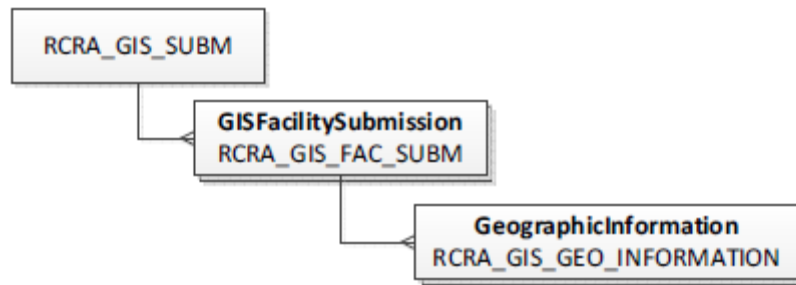 RCRA_GIS_SUBM
GISFacilitySubmission
RCRA_GIS_FAC_SUBM
GeographicInformation
RCRA_GIS_GEO_INFORMATION